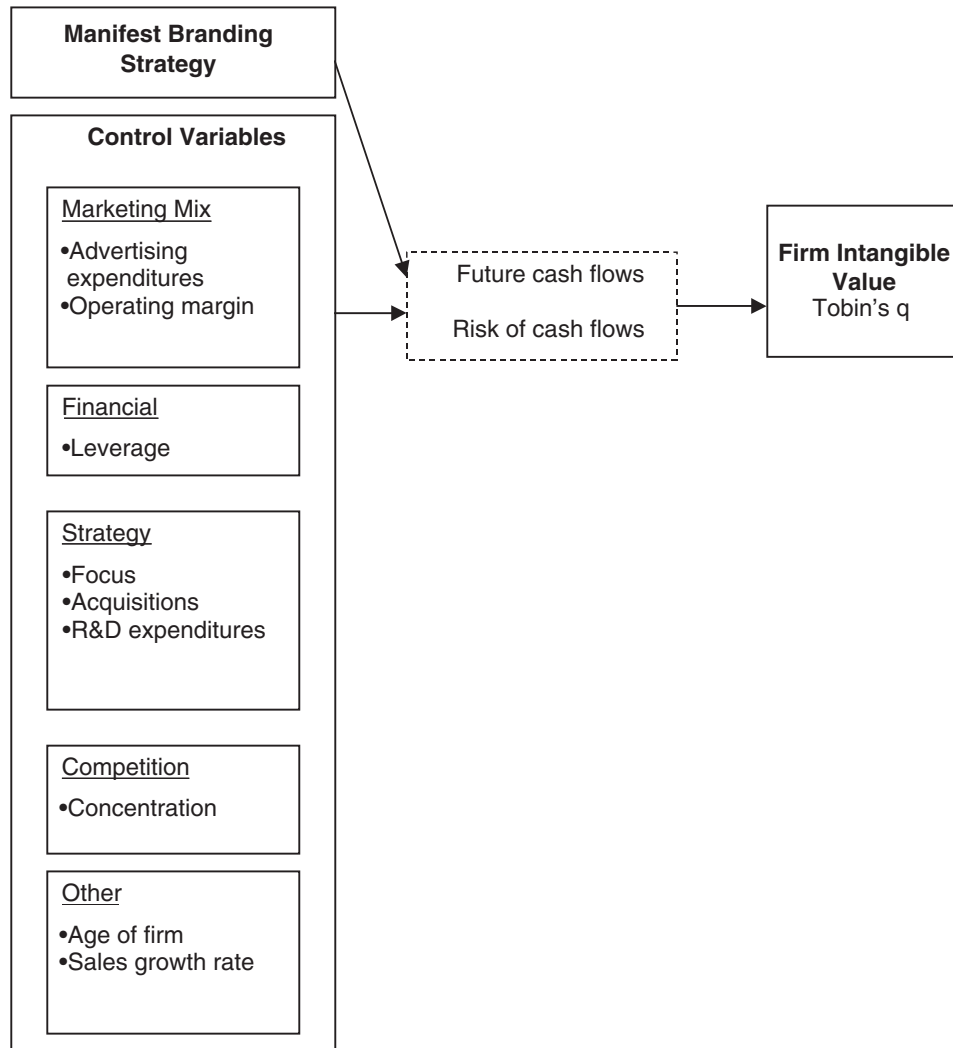 Manifest Branding
Strategy
Control Variables
Marketing Mix
•Advertising
expenditures
•Operating margin
Financial
•Leverage
Strategy
•Focus
•Acquisitions
•R&D expenditures
Competition
•Concentration
Other
•Age of firm
•Sales growth rate
Future cash flows
Risk of cash flows
Firm Intangible
Value
Tobin's q